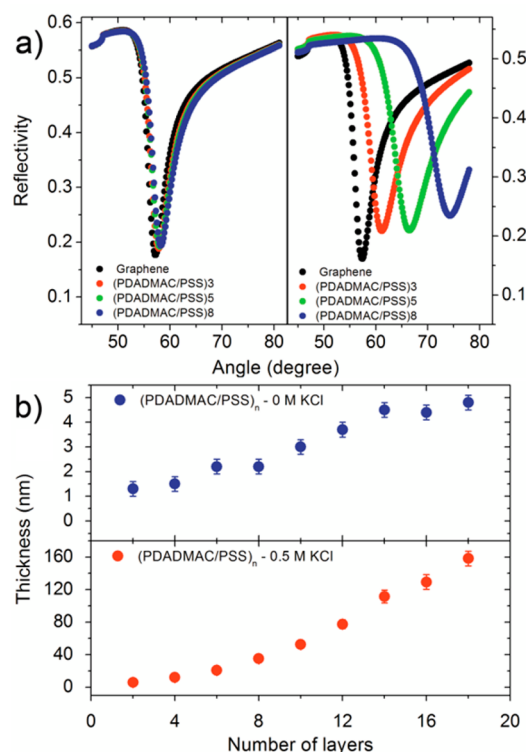 a)
0.6
0.5
0.4
0.3
0.2
0.1
Reflectivity
Graphene
(PDADMAC/PSS)3
(PDADMAC/PSS)5
(PDADMAC/PSS)8
50 60 70 80
Graphene
(PDADMAC/PSS)3
(PDADMAC/PSS)5
(PDADMAC/PSS)8
50 60 70 80
0.5
0.4
0.3
0.2
0.1
Angle (degree)
b)
5
4
3
2
1
0
(PDADMAC/PSS)n - 0 M KCl
Thickness (nm)
160
120
80
40
0
(PDADMAC/PSS)n - 0.5 M KCl
0 4 8 12 16 20
Number of layers